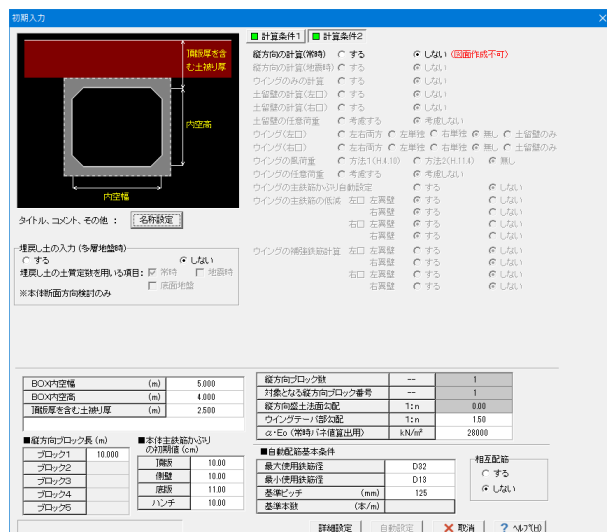 初期入力
計算条件1 計算条件2
頂版厚を含
む土被り厚
内空高
内空幅
タイトル、コメント、その他 : 名称設定
埋戻し土の入力 (多層地盤時)
する しない
埋戻し土の土質定数を用いる項目: 常時 地震時
底面地盤
※本体断面方向検討のみ
縦方向の計算(常時) する しない (図面作成不可)
縦方向の計算(地震時) する しない
ウイングのみの計算 する しない
土留壁の計算(左口) する しない
土留壁の計算(右口) する しない
土留壁の任意荷重 考慮する 考慮しない
ウイング(左口) 左右両方 左単独 右単独 無し 土留壁のみ
ウイング(右口) 左右両方 左単独 右単独 無し 土留壁のみ
ウイングの風荷重 方法1(H4.10) 方法2(H11.4) 無し
ウイングの任意荷重 考慮する 考慮しない
ウイングの主鉄筋かぶり自動設定 する しない
ウイングの主鉄筋の低減 左口 左翼壁 する しない
右翼壁 する しない
右口 左翼壁 する しない
右翼壁 する しない
ウイングの補強鉄筋計算 左口 左翼壁 する しない
右翼壁 する しない
右口 左翼壁 する しない
右翼壁 する しない
BOX内空幅 (m) 5.000
BOX内空高 (m) 4.000
頂版厚を含む土被り厚 (m) 2.500
縦方向ブロック数 -- 1
対象となる縦方向ブロック番号 -- 1
縦方向盛土法面勾配 1:n 0.00
ウイングテーパ部勾配 1:n 1.50
α・Eo (常時バネ値算出用) kN/m² 28000
■縦方向ブロック長(m)
ブロック1 10.000
ブロック2
ブロック3
ブロック4
ブロック5
■本体主鉄筋かぶり
の初期値(cm)
頂版 10.00
側壁 10.00
底版 11.00
ハンチ 10.00
■自動配筋基本条件
最大使用鉄筋径 D32
最小使用鉄筋径 D13
基準ピッチ (mm) 125
基準本数 (本/m)
相互配筋
する
しない
詳細設定 自動設定 取消 ? ヘルプ(H)